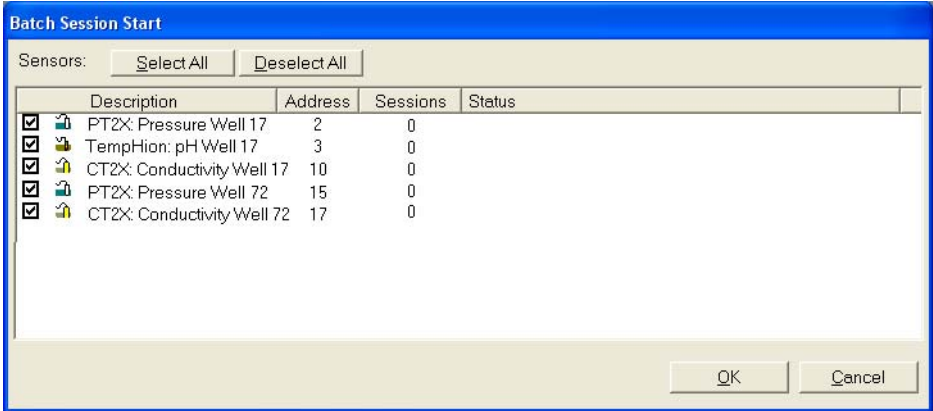 Batch Session Start
Sensors: Select All Deselect All
Description Address Sessions Status
PT2X: Pressure Well 17 2 0
TempHion: pH Well 17 3 0
CT2X: Conductivity Well 17 10 0
PT2X: Pressure Well 72 15 0
CT2X: Conductivity Well 72 17 0
OK Cancel